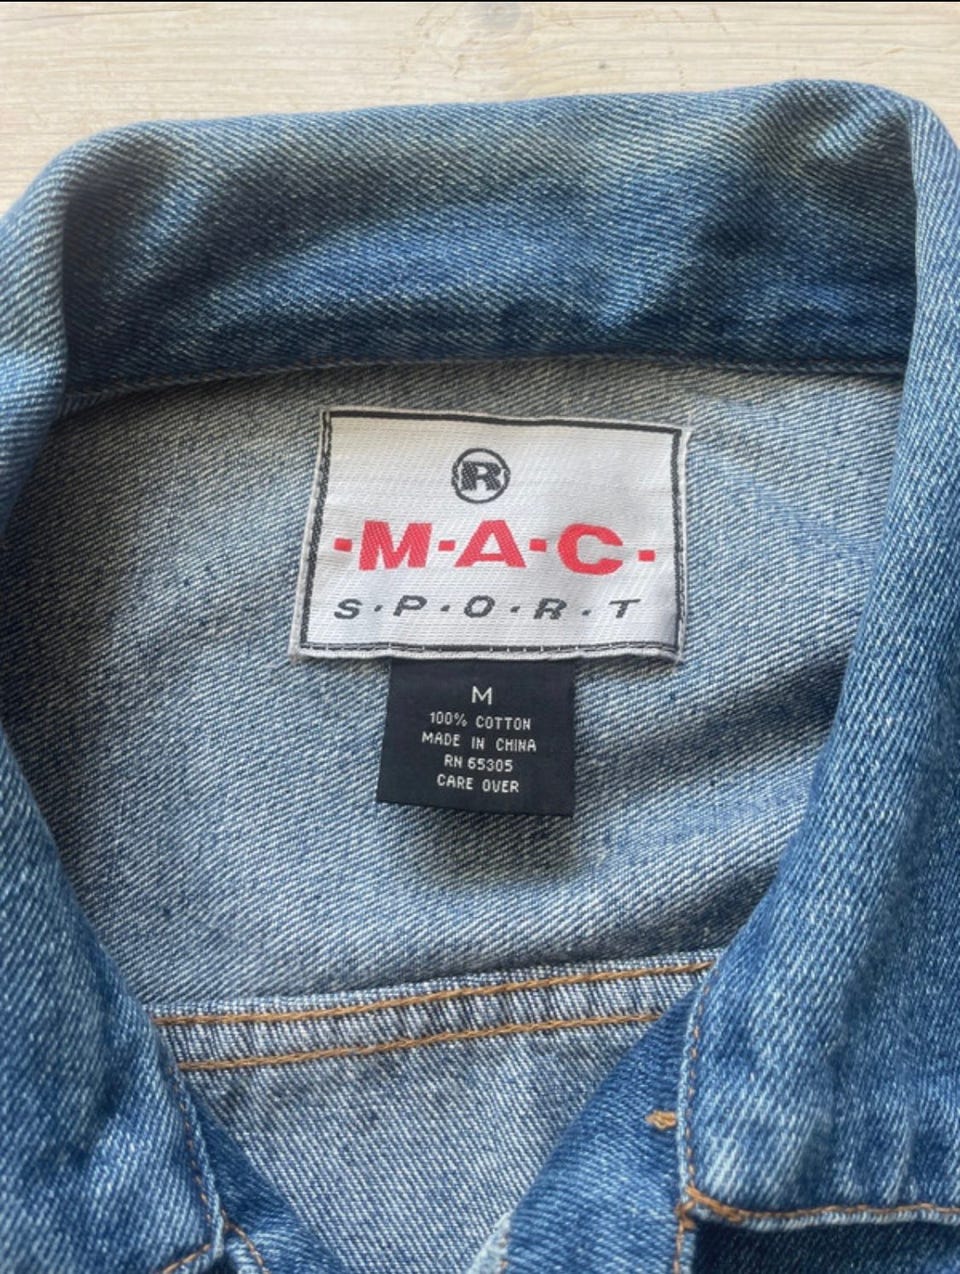 ®
·M·A·C·
S·P·O·R·T
M
100% COTTON
MADE IN CHINA
RN 65305
CARE OVER